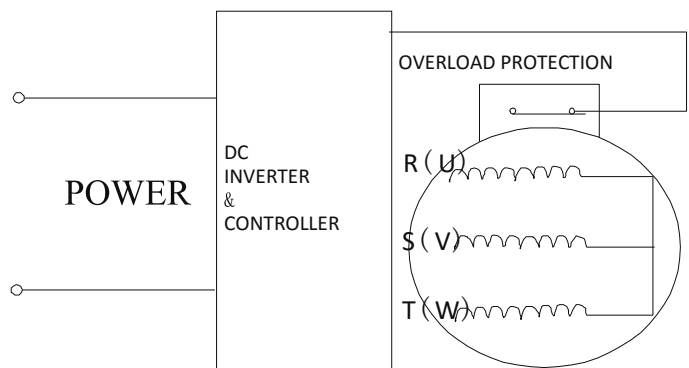 OVERLOAD PROTECTION
POWER
DC
INVERTER
&
CONTROLLER
R(U)
S(V)
T(W)